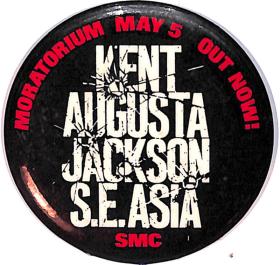 MORATORIUM MAY 5 OUT NOW!
KENT
AUGUSTA
JACKSON
S.E.ASIA
SMC